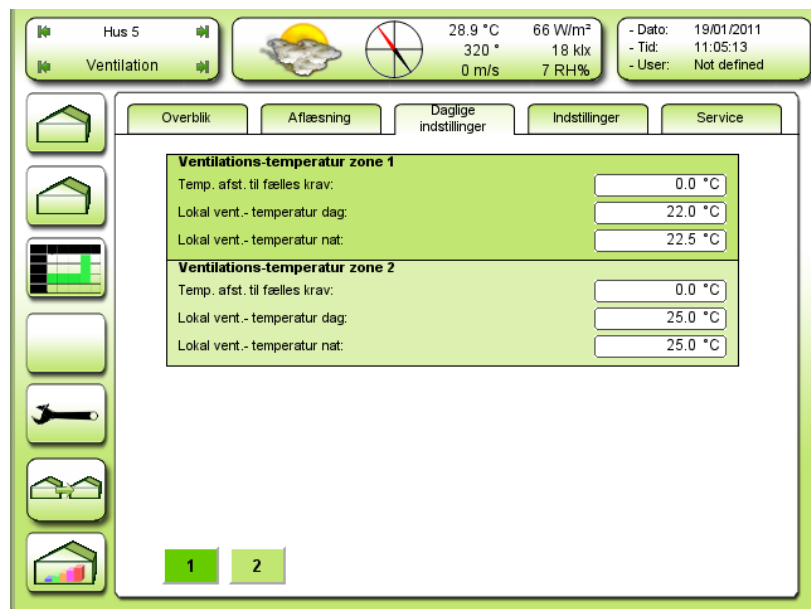 Hus 5
Ventilation
28.9 °C 66 W/m²
320 ° 18 klx
0 m/s 7 RH%
- Dato: 19/01/2011
- Tid: 11:05:13
- User: Not defined
Overblik
Aflæsning
Daglige
indstillinger
Indstillinger
Service
Ventilations-temperatur zone 1
Temp. afst. til fælles krav: 0.0 °C
Lokal vent.- temperatur dag: 22.0 °C
Lokal vent.- temperatur nat: 22.5 °C
Ventilations-temperatur zone 2
Temp. afst. til fælles krav: 0.0 °C
Lokal vent.- temperatur dag: 25.0 °C
Lokal vent.- temperatur nat: 25.0 °C
1 2